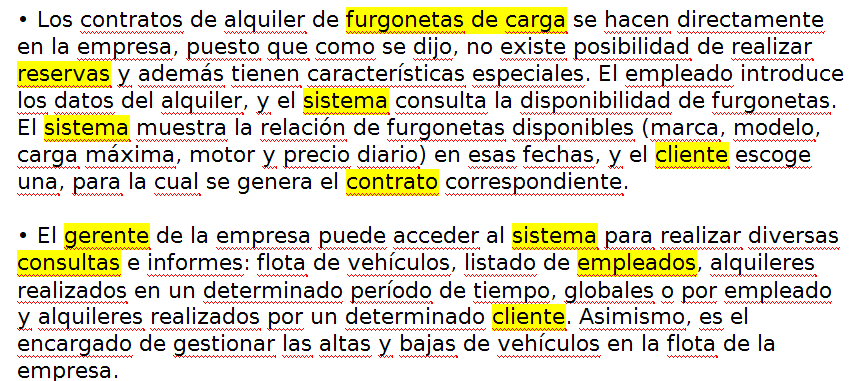 • Los contratos de alquiler de furgonetas de carga se hacen directamente
en la empresa, puesto que como se dijo, no existe posibilidad de realizar
reservas y además tienen características especiales. El empleado introduce
los datos del alquiler, y el sistema consulta la disponibilidad de furgonetas.
El sistema muestra la relación de furgonetas disponibles (marca, modelo,
carga máxima, motor y precio diario) en esas fechas, y el cliente escoge
una, para la cual se genera el contrato correspondiente.
• El gerente de la empresa puede acceder al sistema para realizar diversas
consultas e informes: flota de vehículos, listado de empleados, alquileres
realizados en un determinado período de tiempo, globales o por empleado
y alquileres realizados por un determinado cliente. Asimismo, es el
encargado de gestionar las altas y bajas de vehículos en la flota de la
empresa.